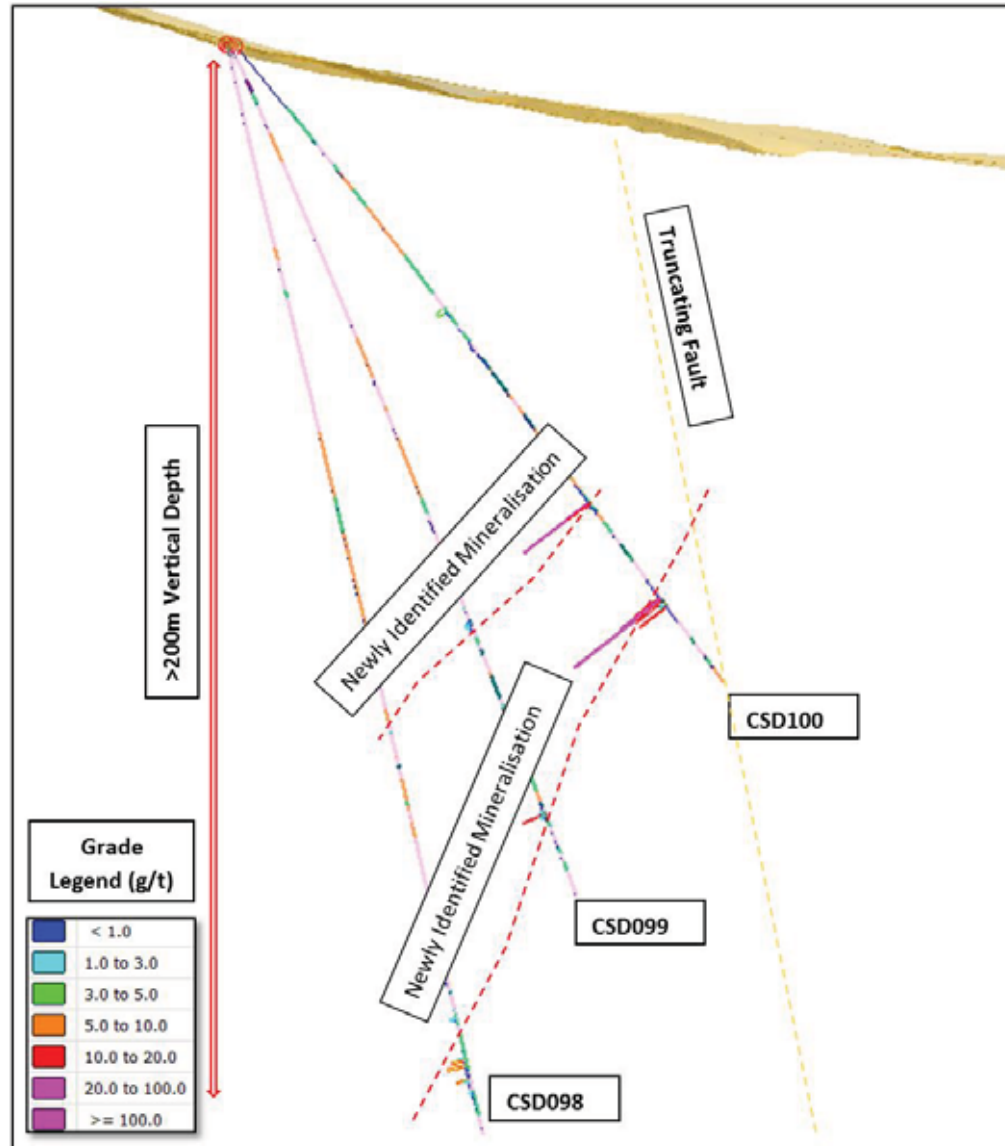 Truncating Fault
>200m Vertical Depth
Newly Identified Mineralisation
Newly Identified Mineralisation
CSD100
CSD099
CSD098
Grade
Legend (g/t)
< 1.0
1.0 to 3.0
3.0 to 5.0
5.0 to 10.0
10.0 to 20.0
20.0 to 100.0
>= 100.0